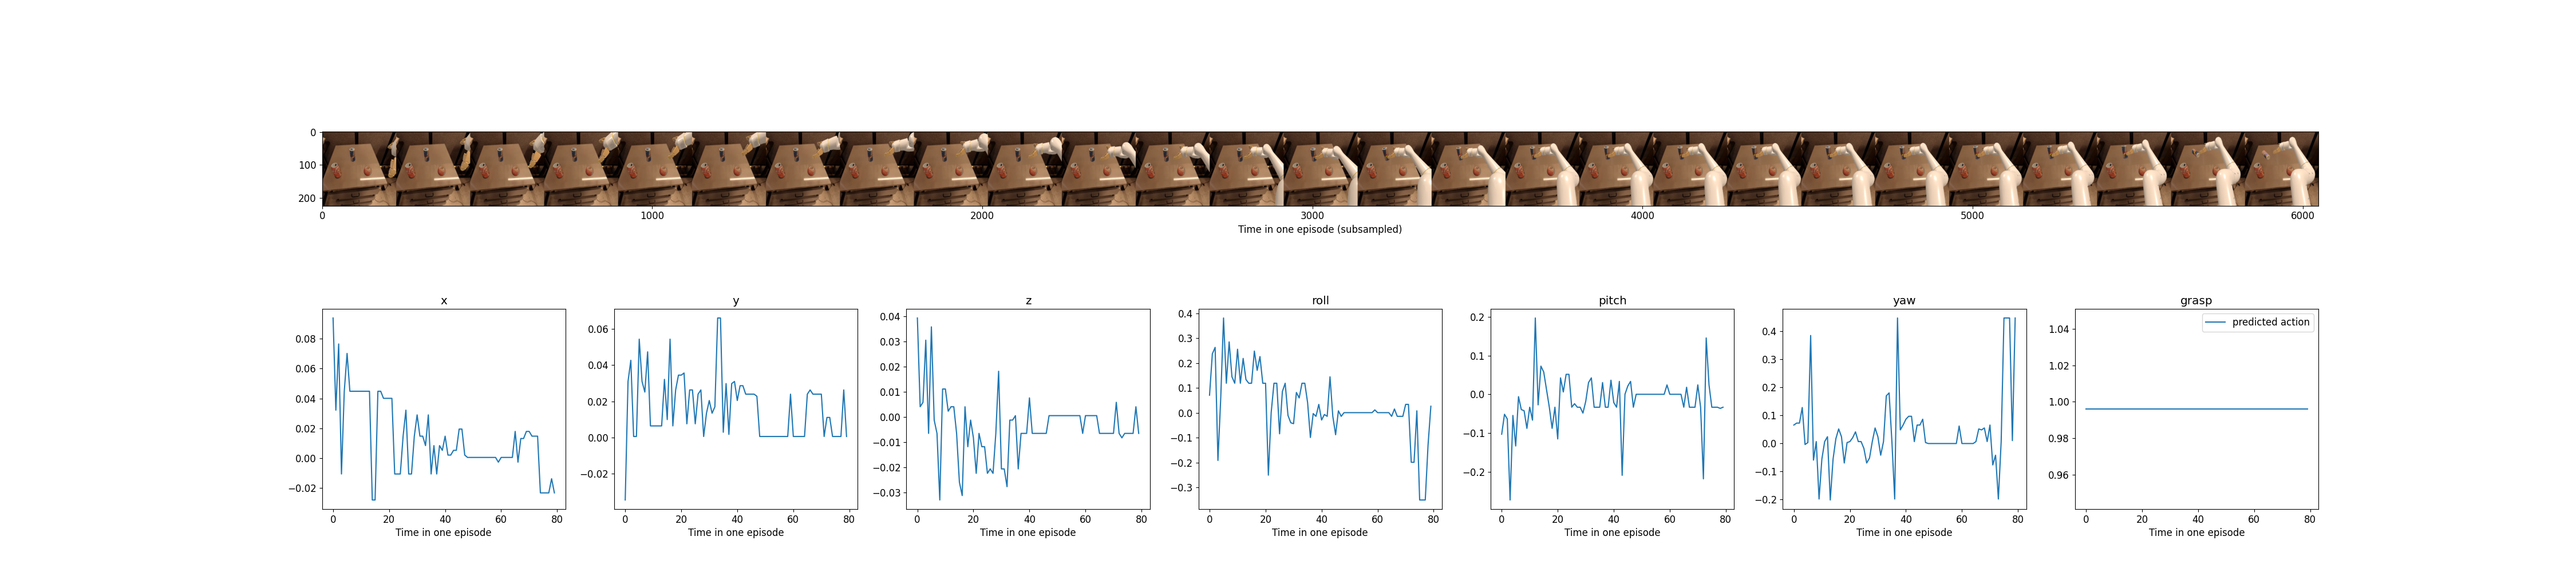 0
100
200
0 1000 2000 3000 4000 5000 6000
Time in one episode (subsampled)
x y z roll pitch yaw grasp
0.08
0.06
0.04
0.02
0.00
−0.02
0 20 40 60 80
Time in one episode
0.06
0.04
0.02
0.00
−0.02
0 20 40 60 80
Time in one episode
0.04
0.03
0.02
0.01
0.00
−0.01
−0.02
−0.03
0 20 40 60 80
Time in one episode
0.4
0.3
0.2
0.1
0.0
−0.1
−0.2
−0.3
0 20 40 60 80
Time in one episode
0.2
0.1
0.0
−0.1
−0.2
0 20 40 60 80
Time in one episode
0.4
0.3
0.2
0.1
0.0
−0.1
−0.2
0 20 40 60 80
Time in one episode
predicted action
1.04
1.02
1.00
0.98
0.96
0 20 40 60 80
Time in one episode